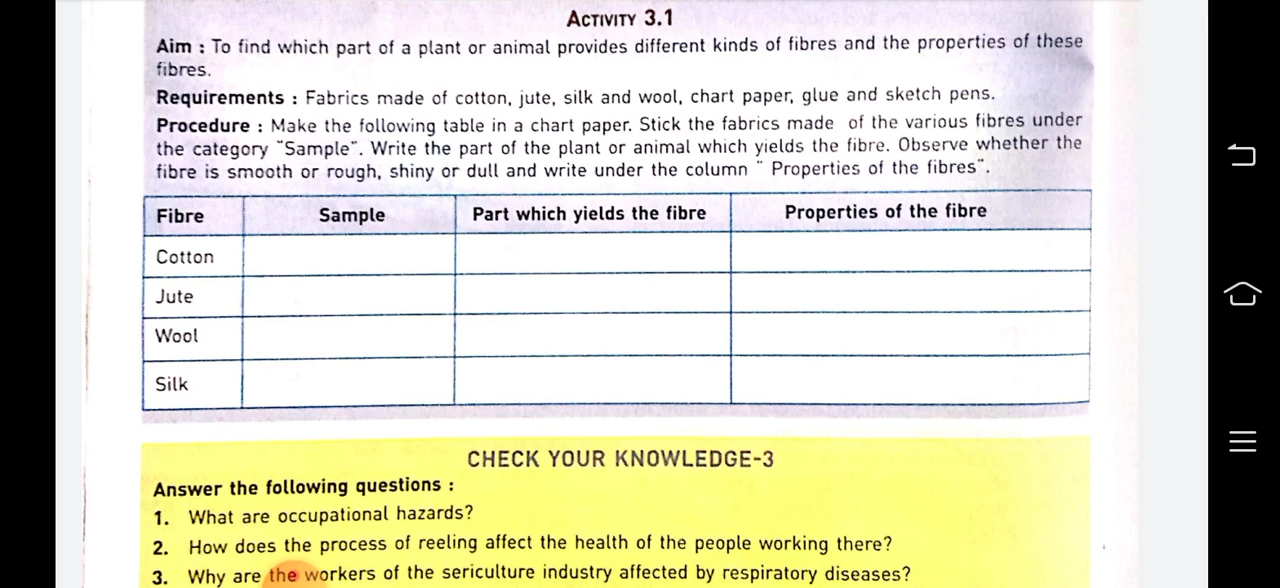 ACTIVITY 3.1
Aim : To find which part of a plant or animal provides different kinds of fibres and the properties of these
fibres.
Requirements : Fabrics made of cotton, jute, silk and wool, chart paper, glue and sketch pens.
Procedure : Make the following table in a chart paper. Stick the fabrics made of the various fibres under
the category "Sample". Write the part of the plant or animal which yields the fibre. Observe whether the
fibre is smooth or rough, shiny or dull and write under the column " Properties of the fibres".
Fibre Sample Part which yields the fibre Properties of the fibre
Cotton
Jute
Wool
Silk
CHECK YOUR KNOWLEDGE-3
Answer the following questions :
1. What are occupational hazards?
2. How does the process of reeling affect the health of the people working there?
3. Why are the workers of the sericulture industry affected by respiratory diseases?